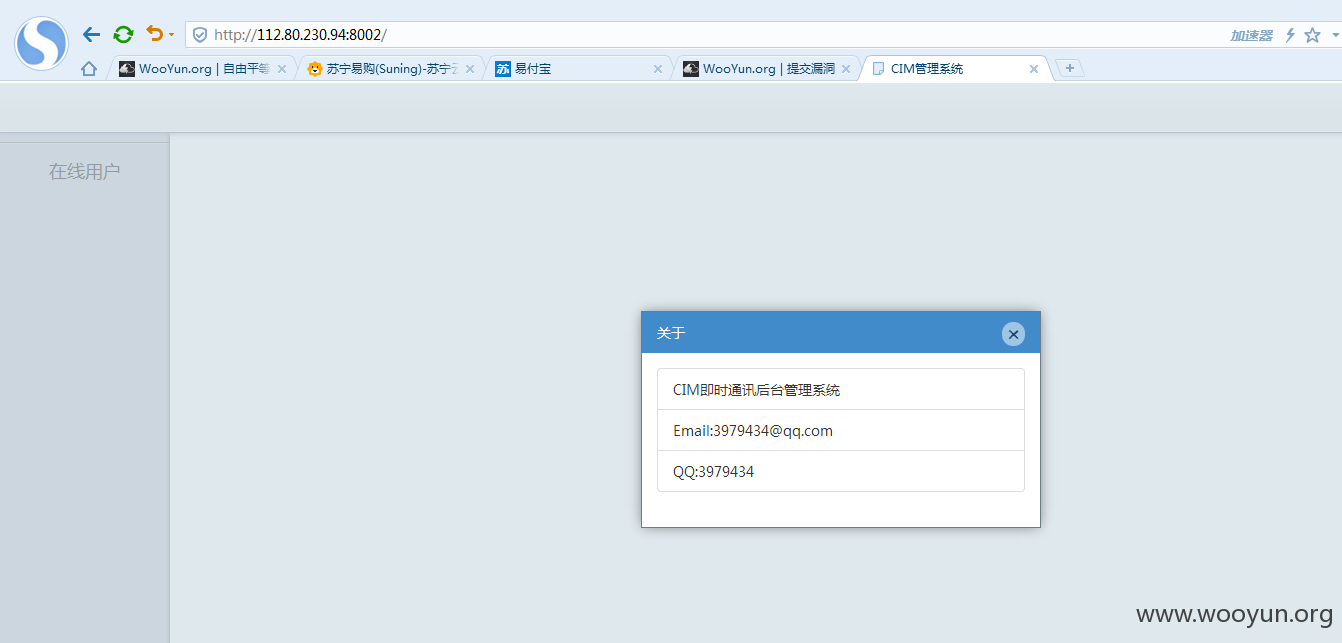 http://112.80.230.94:8002/
加速器
WooYun.org | 自由平等
苏宁易购(Suning)-苏宁云
苏
易付宝
WooYun.org | 提交漏洞
CIM管理系统
在线用户
关于
CIM即时通讯后台管理系统
Email:3979434@qq.com
QQ:3979434
www.wooyun.org